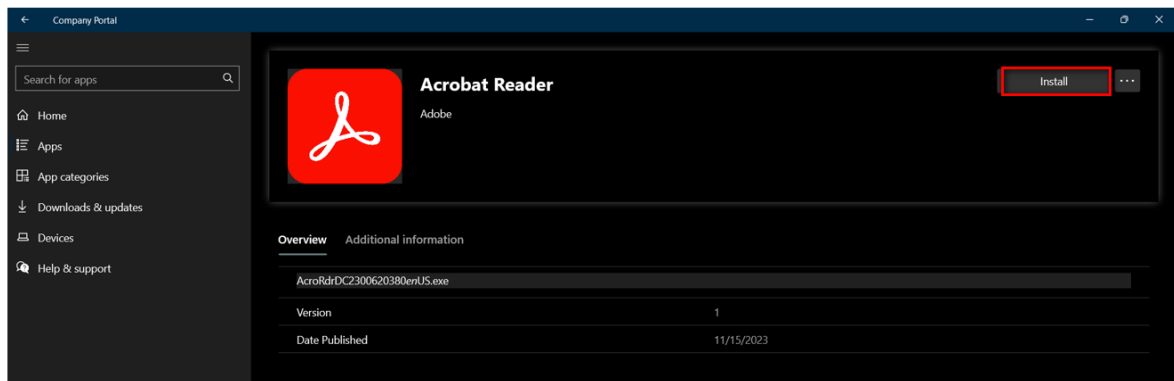 Company Portal
Search for apps
Home
Apps
App categories
Downloads & updates
Devices
Help & support
Acrobat Reader
Adobe
Install
Overview Additional information
AcroRdrDC2300620380enUS.exe
Version 1
Date Published 11/15/2023